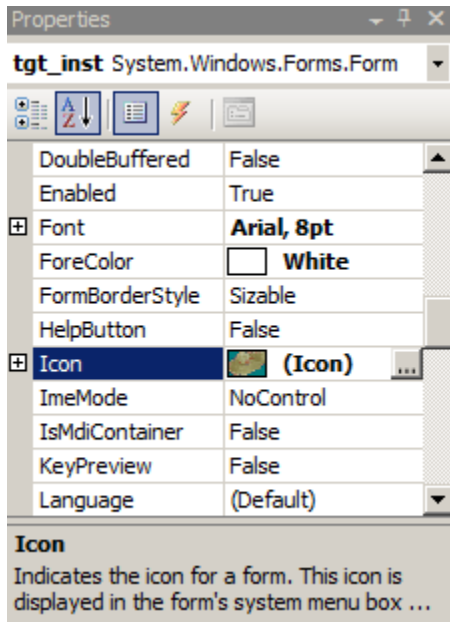 Properties
tgt_inst System.Windows.Forms.Form
A
Z
DoubleBuffered False
Enabled True
Font Arial, 8pt
ForeColor White
FormBorderStyle Sizable
HelpButton False
Icon (Icon) ...
ImeMode NoControl
IsMdiContainer False
KeyPreview False
Language (Default)
Icon
Indicates the icon for a form. This icon is
displayed in the form's system menu box ...